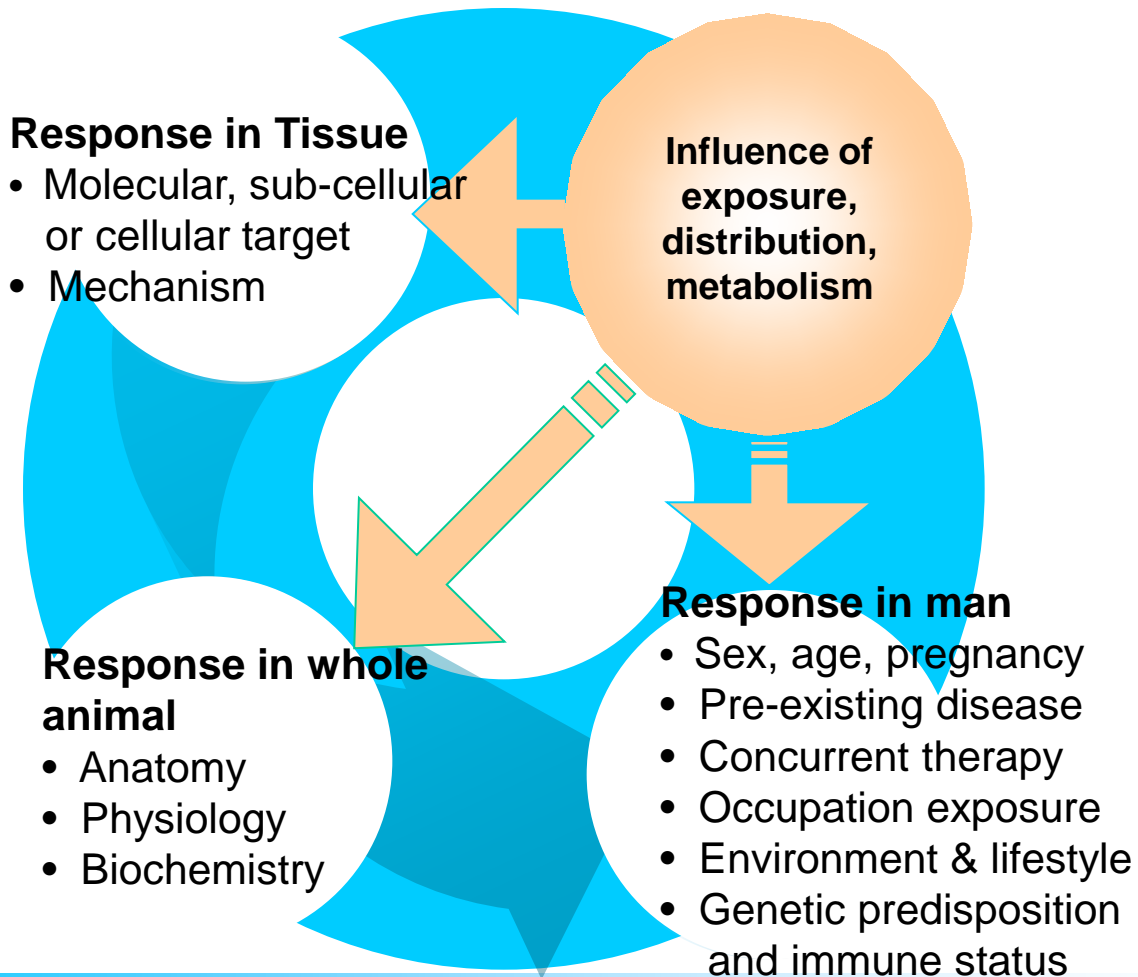 Response in Tissue
• Molecular, sub-cellular
or cellular target
• Mechanism
Influence of
exposure,
distribution,
metabolism
Response in whole
animal
• Anatomy
• Physiology
• Biochemistry
Response in man
• Sex, age, pregnancy
• Pre-existing disease
• Concurrent therapy
• Occupation exposure
• Environment & lifestyle
• Genetic predisposition
and immune status